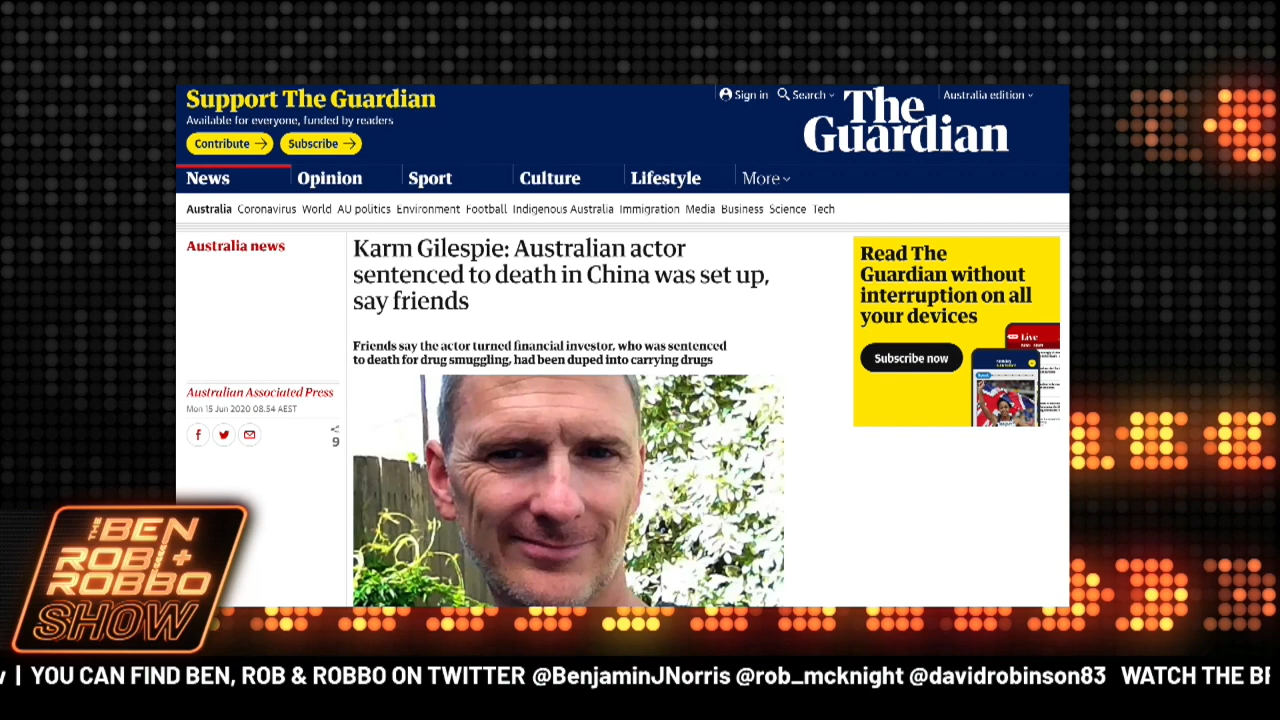 Support The Guardian
Available for everyone, funded by readers
Contribute →
Subscribe →
Sign in
Search
The
Guardian
Australia edition
News
Opinion
Sport
Culture
Lifestyle
More
Australia Coronavirus World AU politics Environment Football Indigenous Australia Immigration Media Business Science Tech
Australia news
Karm Gilespie: Australian actor
sentenced to death in China was set up,
say friends
Friends say the actor turned financial investor, who was sentenced
to death for drug smuggling, had been duped into carrying drugs
Australian Associated Press
Mon 15 Jun 2020 08.54 AEST
9
Read The
Guardian without
interruption on all
your devices
Subscribe now
Live
THE
BEN
ROB +
ROBBO
SHOW
| YOU CAN FIND BEN, ROB & ROBBO ON TWITTER @BenjaminJNorris @rob_mcknight @davidrobinson83 WATCH THE